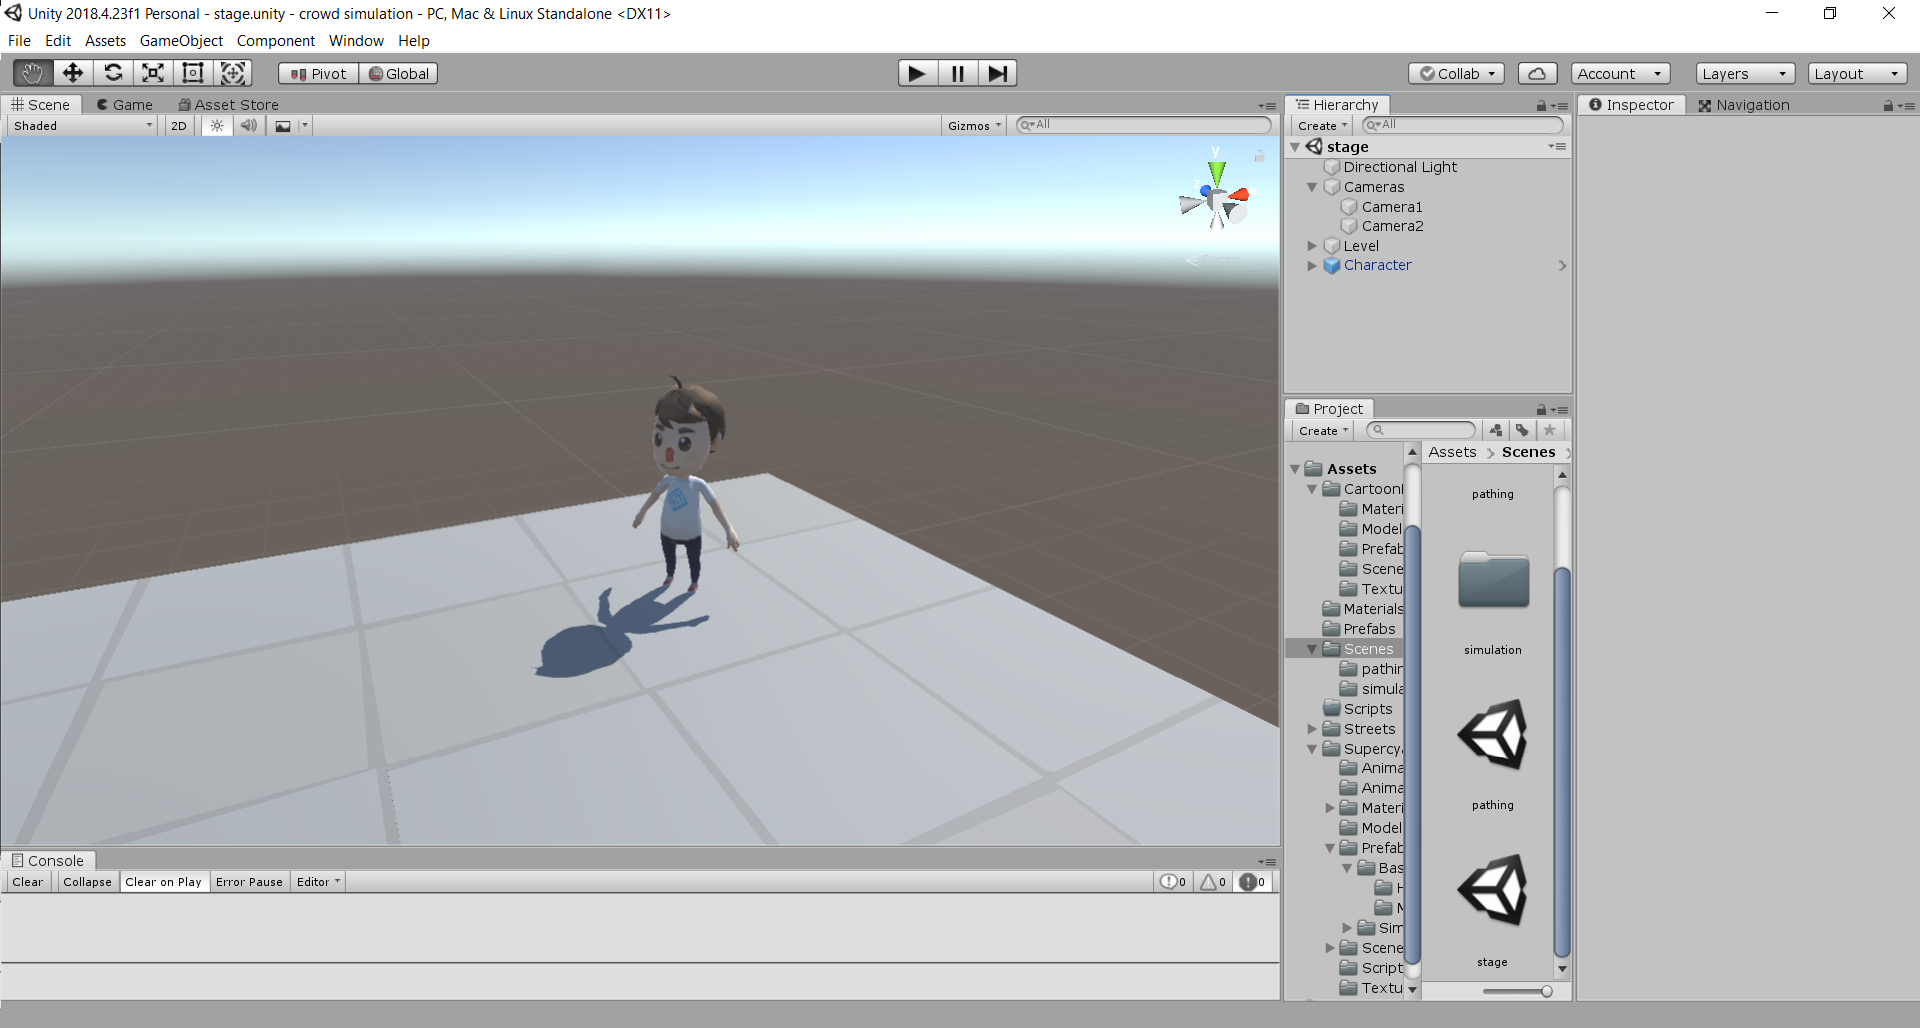 Unity 2018.4.23f1 Personal - stage.unity - crowd simulation - PC, Mac & Linux Standalone <DX11>
File Edit Assets GameObject Component Window Help
Pivot Global Collab Account Layers Layout
Scene Game Asset Store
Shaded 2D Gizmos All
y
z x
Persp
Console
Clear Collapse Clear on Play Error Pause Editor 0 0 0
Hierarchy
Create All
stage
Directional Light
Cameras
Camera1
Camera2
Level
Character
Project
Create
Assets
Cartoon
Materi
Model
Prefab
Scene
Textu
Materials
Prefabs
Scenes
pathin
simula
Scripts
Streets
Supercy
Anima
Anima
Materi
Model
Prefab
Bas
H
M
Sim
Scene
Script
Textu
Assets Scenes
pathing
simulation
pathing
stage
Inspector Navigation